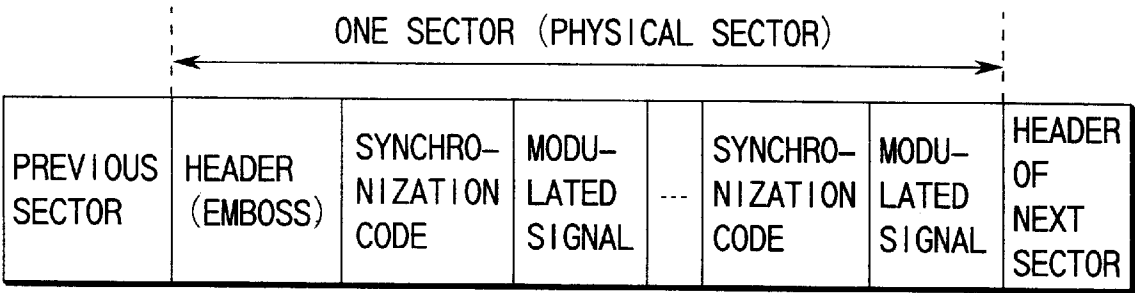 ONE SECTOR (PHYSICAL SECTOR)
PREVIOUS
SECTOR
HEADER
(EMBOSS)
SYNCHRO-
NIZATION
CODE
MODU-
LATED
SIGNAL
---
SYNCHRO-
NIZATION
CODE
MODU-
LATED
SIGNAL
HEADER
OF
NEXT
SECTOR